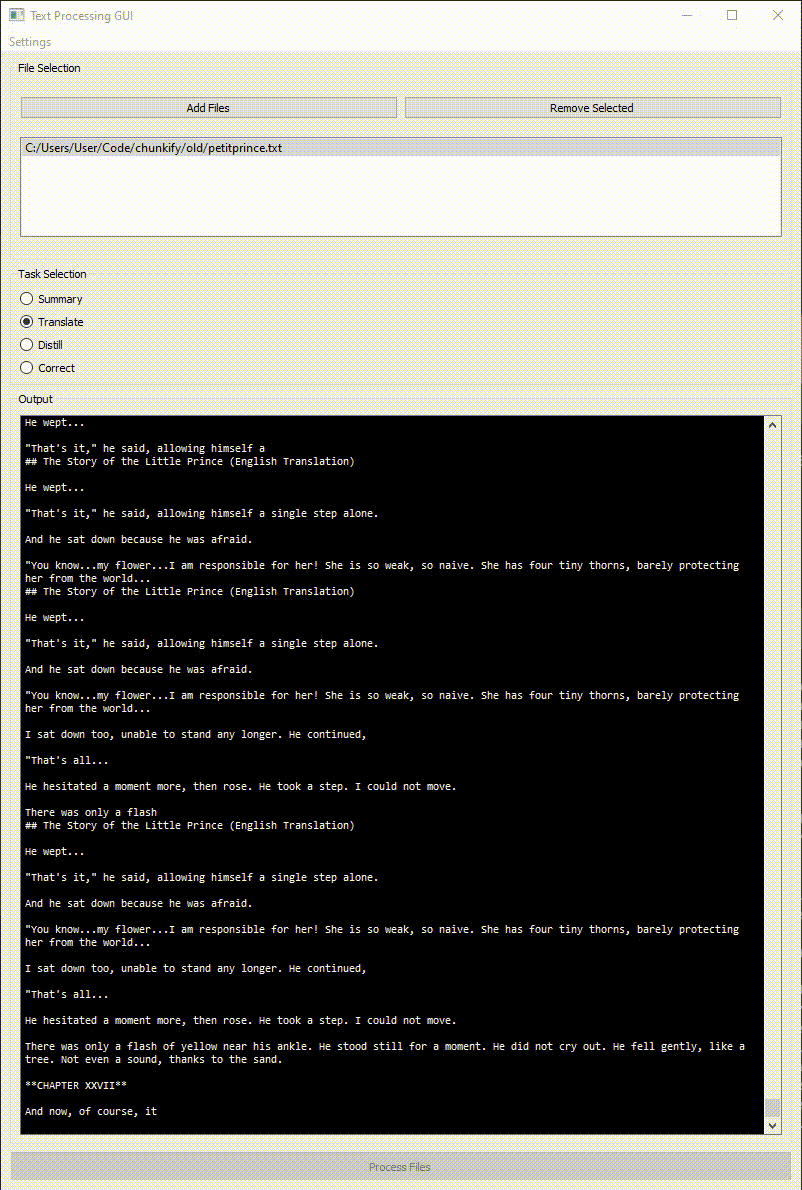 Text Processing GUI
Settings
File Selection
Add Files
Remove Selected
C:/Users/User/Code/chunkify/old/petitprince.txt
Task Selection
Summary
Translate
Distill
Correct
Output
He wept...
"That's it," he said, allowing himself a
## The Story of the Little Prince (English Translation)
He wept...
"That's it," he said, allowing himself a single step alone.
And he sat down because he was afraid.
"You know...my flower...I am responsible for her! She is so weak, so naive. She has four tiny thorns, barely protecting
her from the world...
## The Story of the Little Prince (English Translation)
He wept...
"That's it," he said, allowing himself a single step alone.
And he sat down because he was afraid.
"You know...my flower...I am responsible for her! She is so weak, so naive. She has four tiny thorns, barely protecting
her from the world...
I sat down too, unable to stand any longer. He continued,
"That's all...
He hesitated a moment more, then rose. He took a step. I could not move.
There was only a flash
## The Story of the Little Prince (English Translation)
He wept...
"That's it," he said, allowing himself a single step alone.
And he sat down because he was afraid.
"You know...my flower...I am responsible for her! She is so weak, so naive. She has four tiny thorns, barely protecting
her from the world...
I sat down too, unable to stand any longer. He continued,
"That's all...
He hesitated a moment more, then rose. He took a step. I could not move.
There was only a flash of yellow near his ankle. He stood still for a moment. He did not cry out. He fell gently, like a
tree. Not even a sound, thanks to the sand.
**CHAPTER XXVII**
And now, of course, it
Process Files